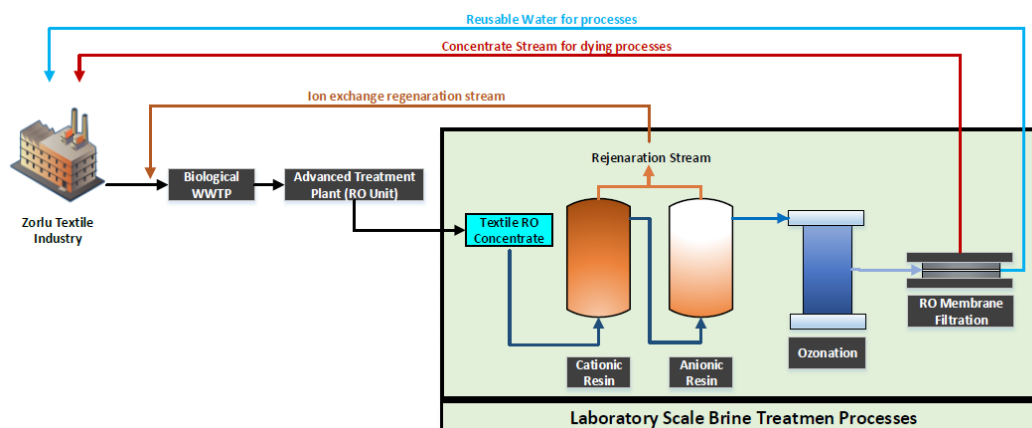 Reusable Water for processes
Concentrate Stream for dying processes
Ion exchange regenaration stream
Rejenaration Stream
Biological
WWTP
Advanced Treatment
Plant (RO Unit)
Zorlu Textile
Industry
Textile RO
Concentrate
RO Membrane
Filtration
Ozonation
Cationic
Resin
Anionic
Resin
Laboratory Scale Brine Treatmen Processes